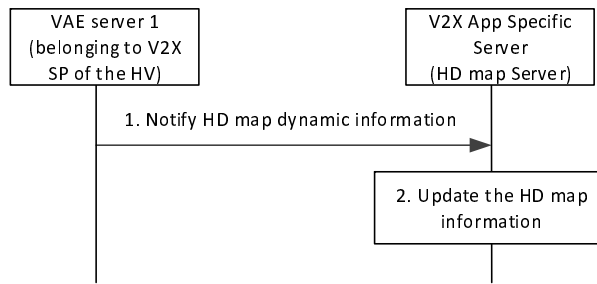 VAE server 1
(belonging to V2X
SP of the HV)
V2X App Specific
Server
(HD map Server)
1. Notify HD map dynamic information
2. Update the HD map
information